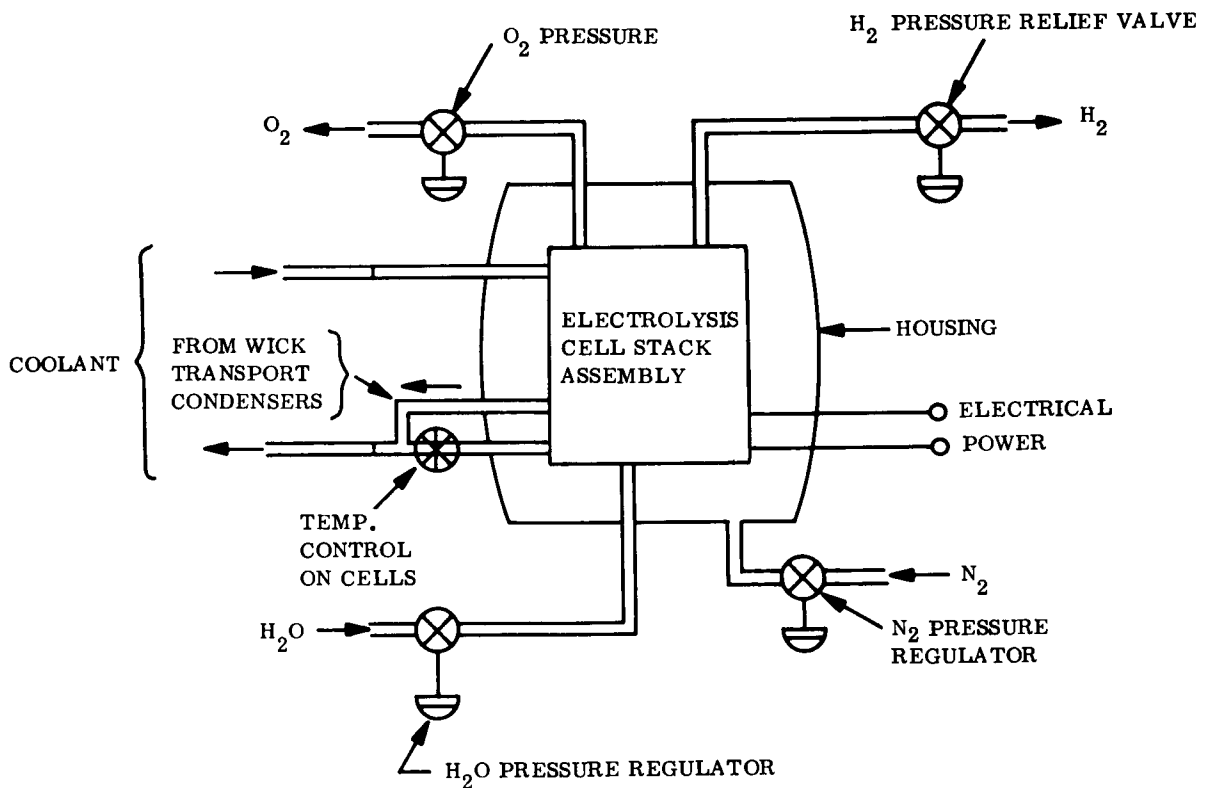 O₂ PRESSURE
H₂ PRESSURE RELIEF VALVE
O₂
H₂
COOLANT
FROM WICK
TRANSPORT
CONDENSERS
ELECTROLYSIS
CELL STACK
ASSEMBLY
HOUSING
ELECTRICAL
POWER
TEMP.
CONTROL
ON CELLS
N₂
N₂ PRESSURE
REGULATOR
H₂O
H₂O PRESSURE REGULATOR